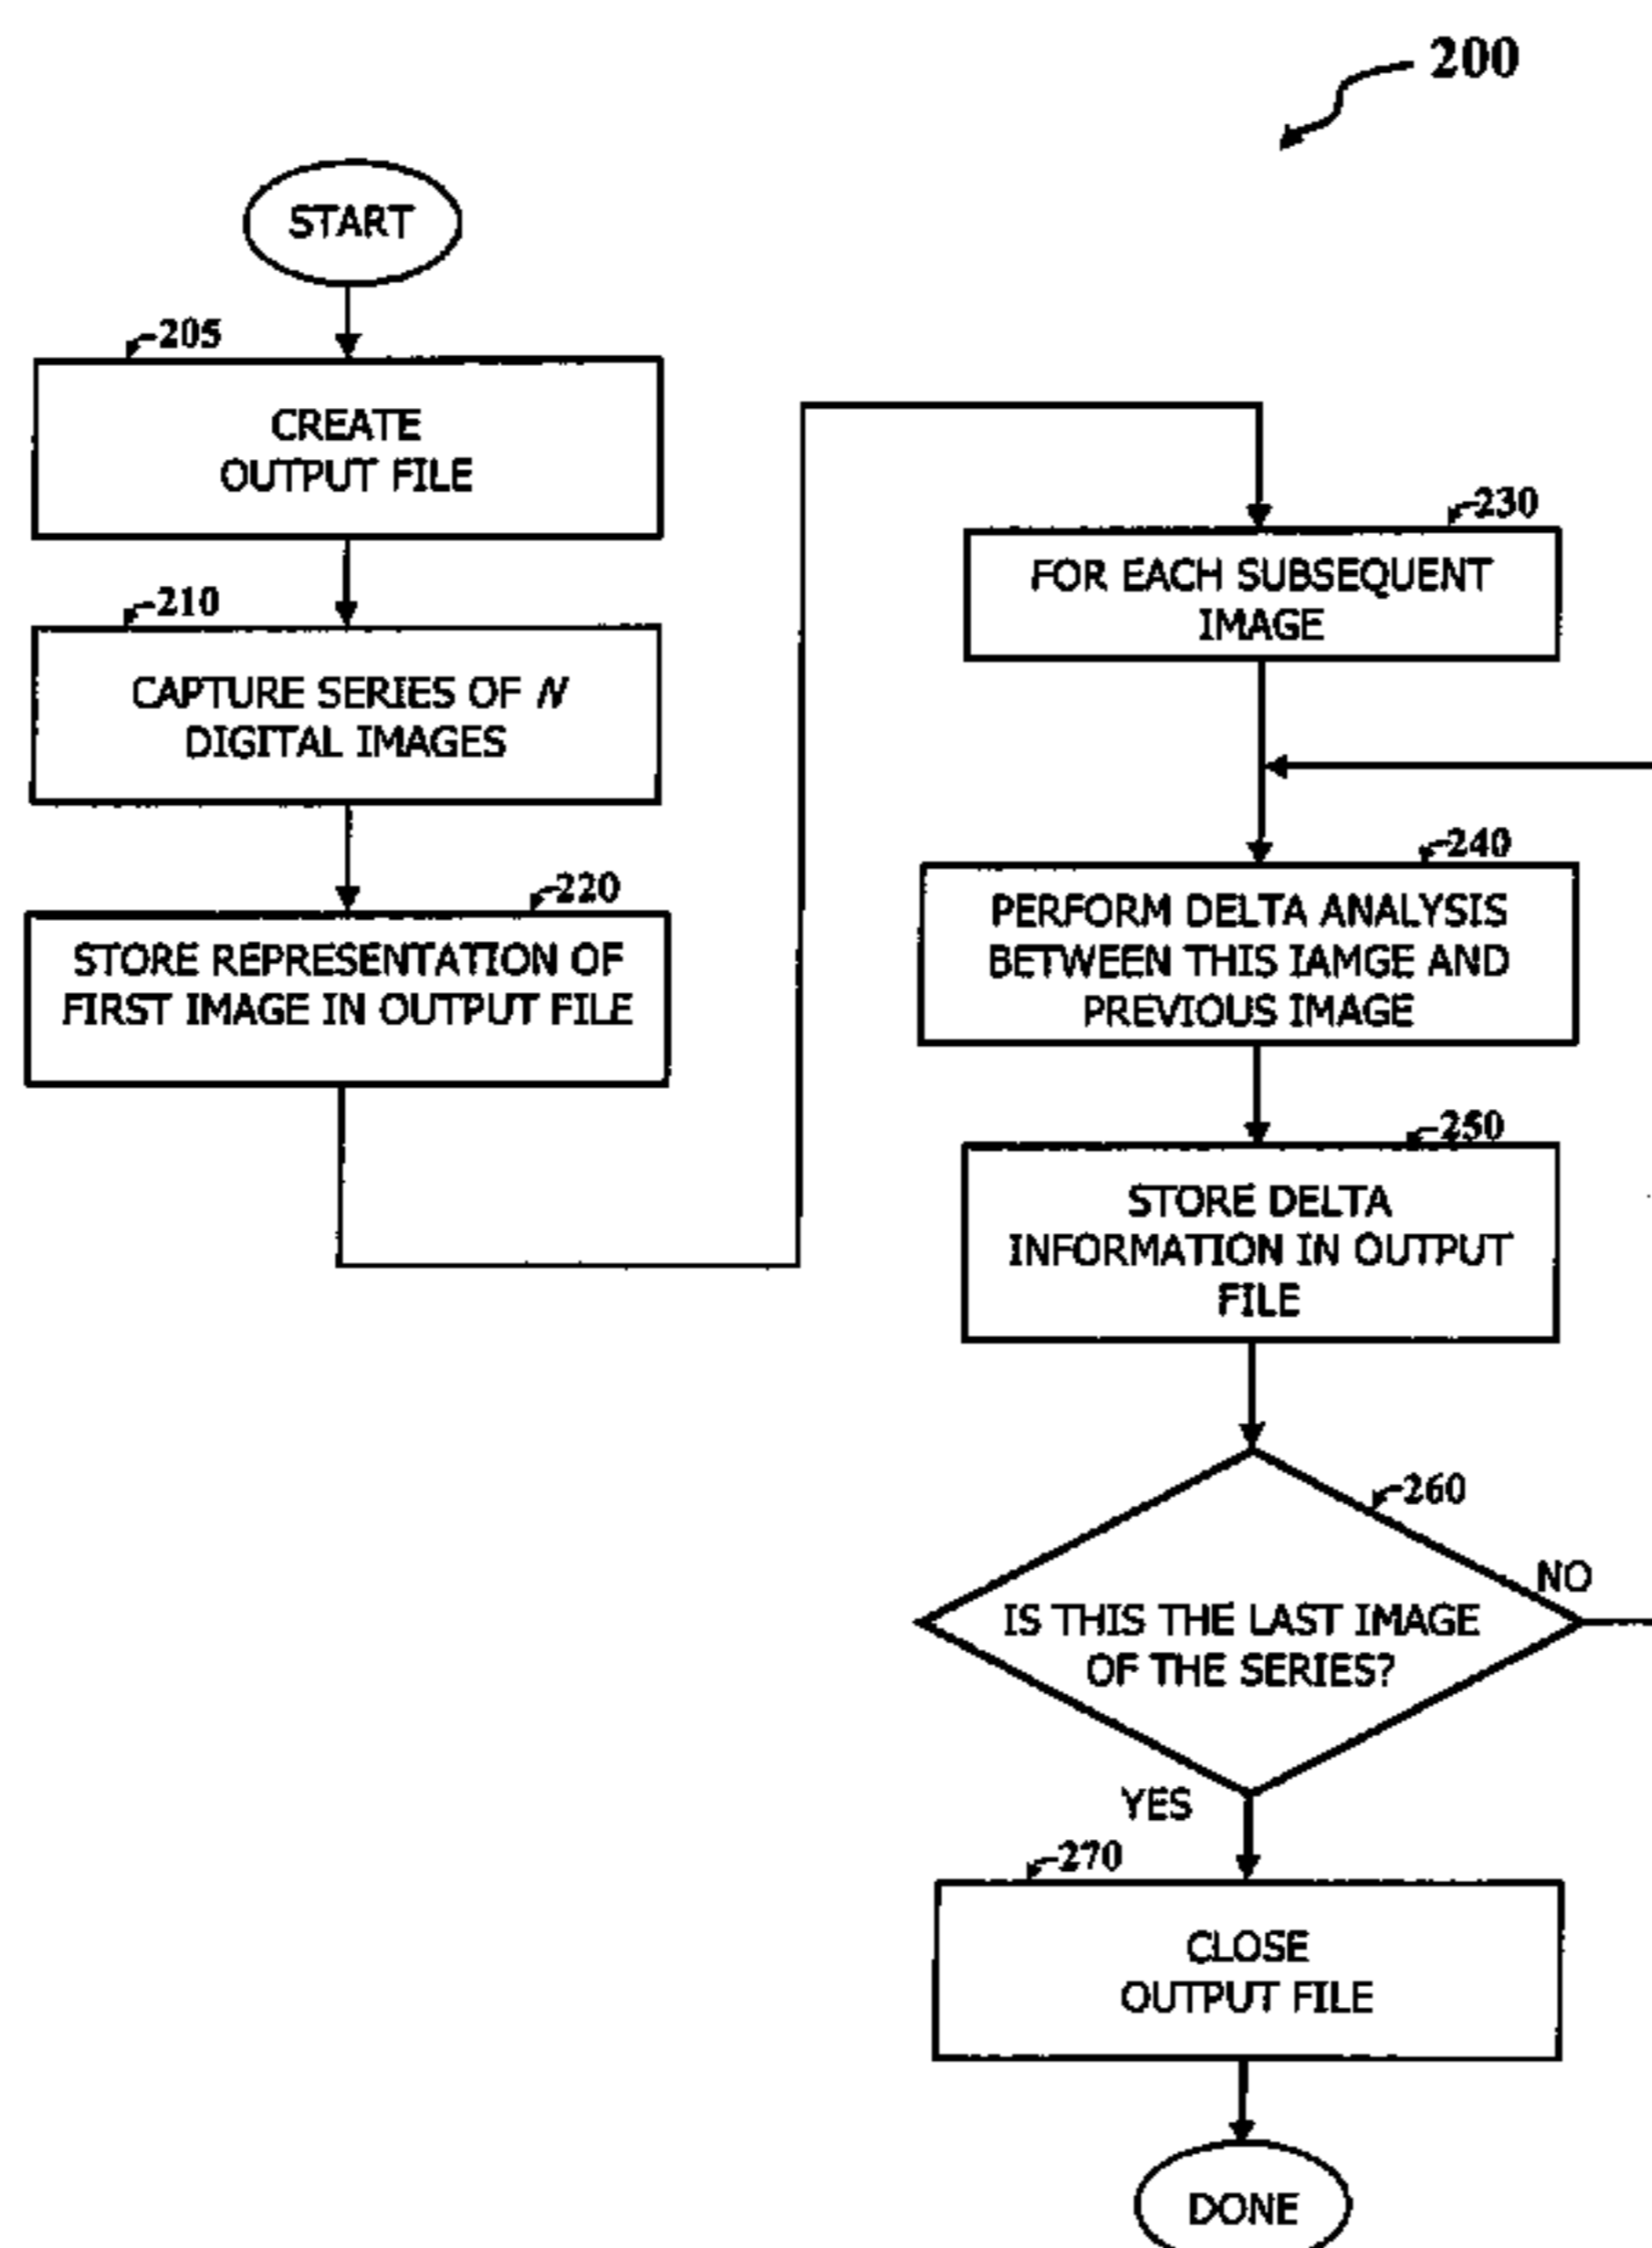 200
START
205
CREATE
OUTPUT FILE
210
CAPTURE SERIES OF N
DIGITAL IMAGES
220
STORE REPRESENTATION OF
FIRST IMAGE IN OUTPUT FILE
230
FOR EACH SUBSEQUENT
IMAGE
240
PERFORM DELTA ANALYSIS
BETWEEN THIS IAMGE AND
PREVIOUS IMAGE
250
STORE DELTA
INFORMATION IN OUTPUT
FILE
260
NO
IS THIS THE LAST IMAGE
OF THE SERIES?
YES
270
CLOSE
OUTPUT FILE
DONE